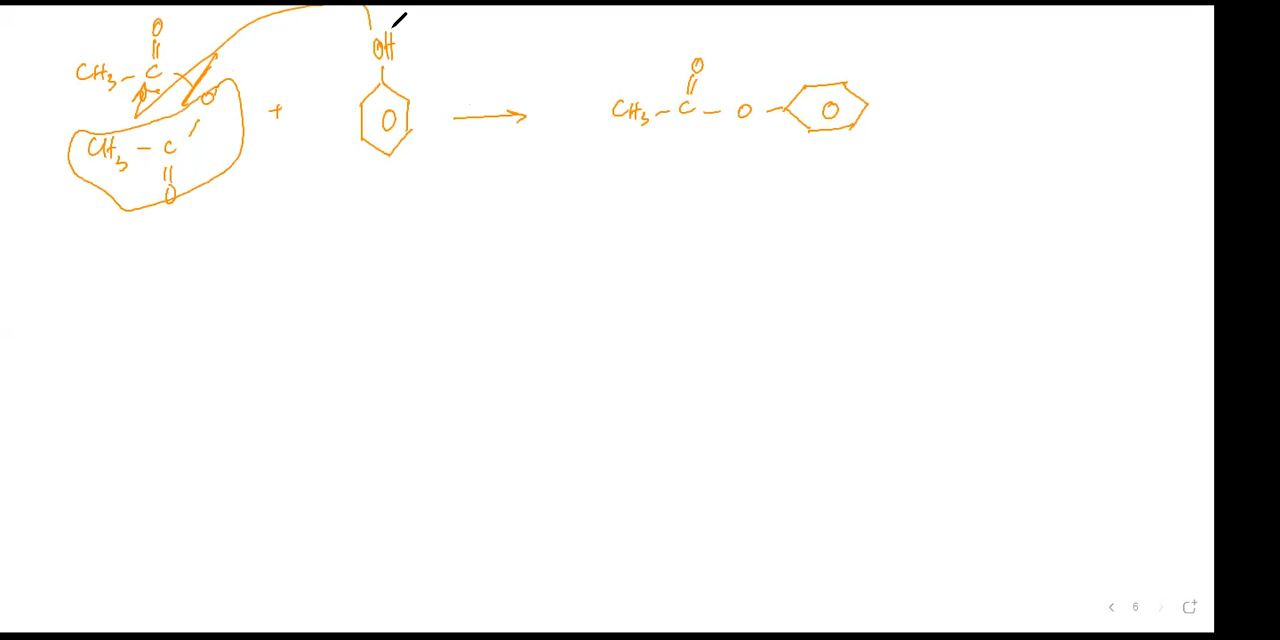 O
||
CH3 - C
O
CH3 - C
||
O
+
OH
O
→
O
||
CH3 - C - O -
O
6